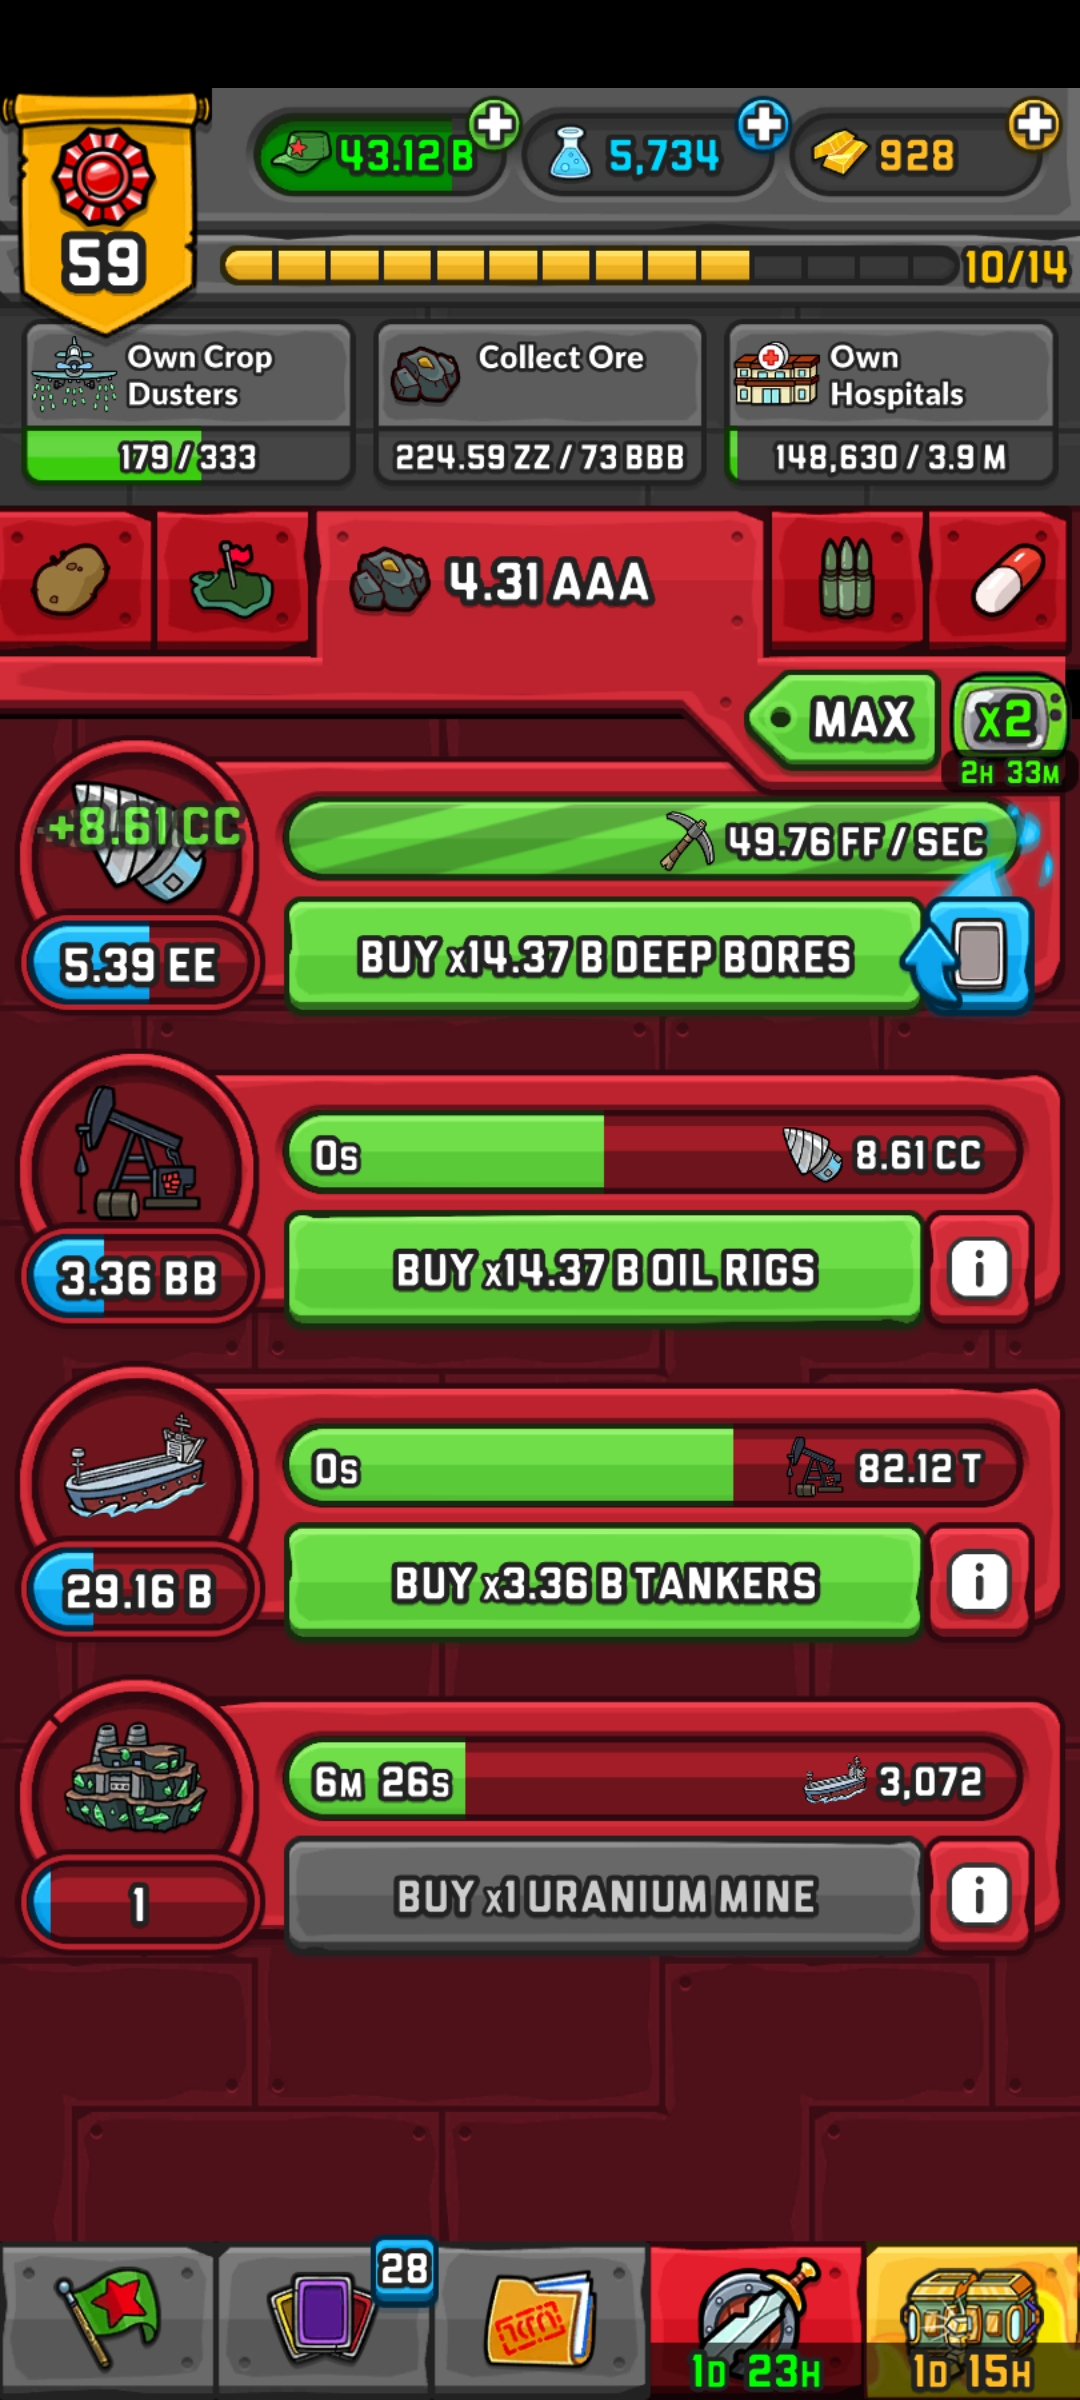 43.12 B
5,734
928
59
10/14
Own Crop
Dusters
179 / 333
Collect Ore
224.59 ZZ / 73 BBB
Own
Hospitals
148,630 / 3.9 M
4.31 AAA
MAX
x2
2H 33M
+8.61 CC
49.76 FF / SEC
5.39 EE
BUY x14.37 B DEEP BORES
0s
8.61 CC
3.36 BB
BUY x14.37 B OIL RIGS
i
0s
82.12 T
29.16 B
BUY x3.36 B TANKERS
i
6M 26s
3,072
1
BUY x1 URANIUM MINE
i
28
1D 23H
1D 15H